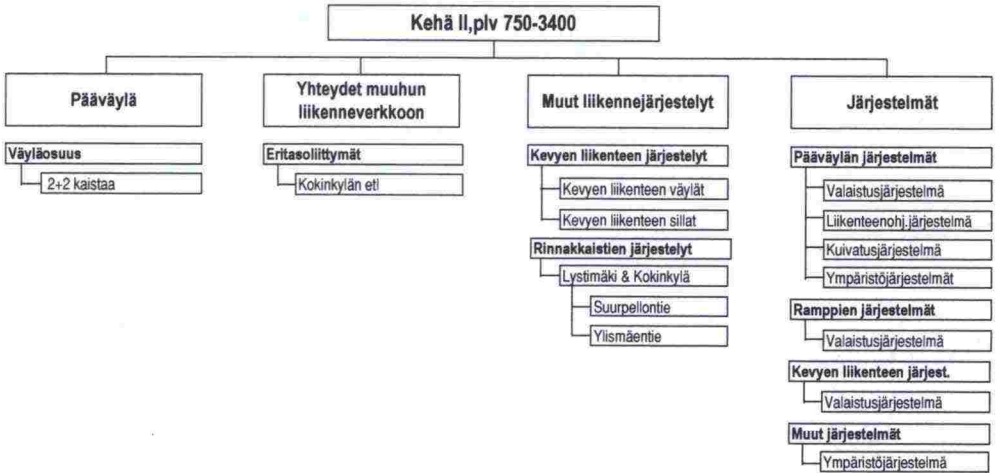 Kehä II,plv 750-3400
Pääväylä
Väyläosuus
2+2 kaistaa
Yhteydet muuhun
liikenneverkkoon
Eritasoliittymät
Kokinkylän etl
Muut liikennejärjestelyt
Kevyen liikenteen järjestelyt
Kevyen liikenteen väylät
Kevyen liikenteen sillat
Rinnakkaistien järjestelyt
Lystimäki & Kokinkylä
Suurpellontie
Ylismäentie
Järjestelmät
Pääväylän järjestelmät
Valaistusjärjestelmä
Liikenteenohj.järjestelmä
Kuivatusjärjestelmä
Ympäristöjärjestelmät
Ramppien järjestelmät
Valaistusjärjestelmä
Kevyen liikenteen järjest.
Valaistusjärjestelmä
Muut järjestelmät
Ympäristöjärjestelmä